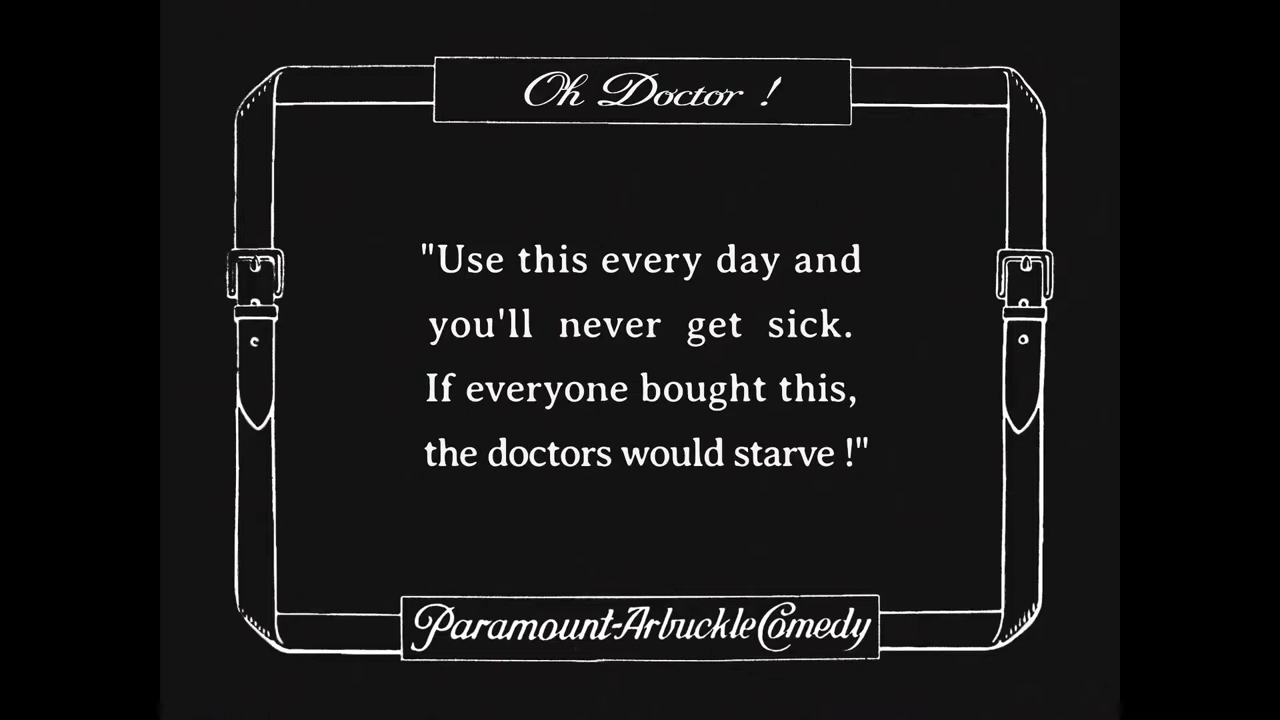 Oh Doctor !
"Use this every day and
you'll never get sick.
If everyone bought this,
the doctors would starve !"
Paramount-Arbuckle Comedy